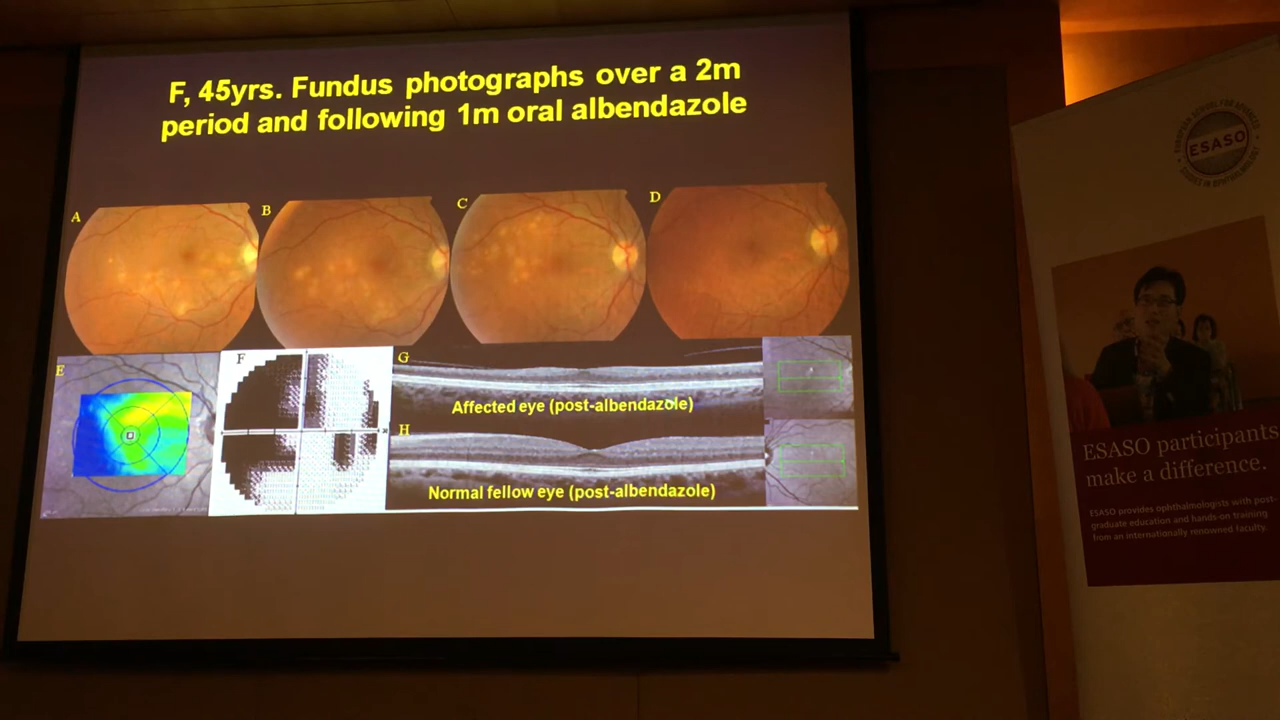 F, 45yrs. Fundus photographs over a 2m
period and following 1m oral albendazole
A
B
C
D
E
F
G
Affected eye (post-albendazole)
H
Normal fellow eye (post-albendazole)
ESASO
ESASO participants
make a difference.
ESASO provides ophthalmologists with post-
graduate education and hands-on training
from an internationally renowned faculty.